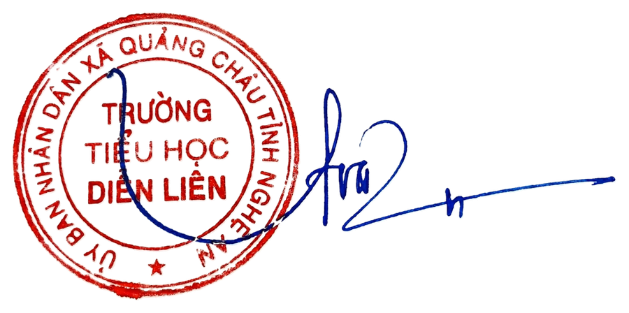 ỦY BAN NHÂN DÂN XÃ QUẢNG CHÂU TỈNH NGHỆ AN
TRƯỜNG
TIỂU HỌC
DIỄN LIÊN